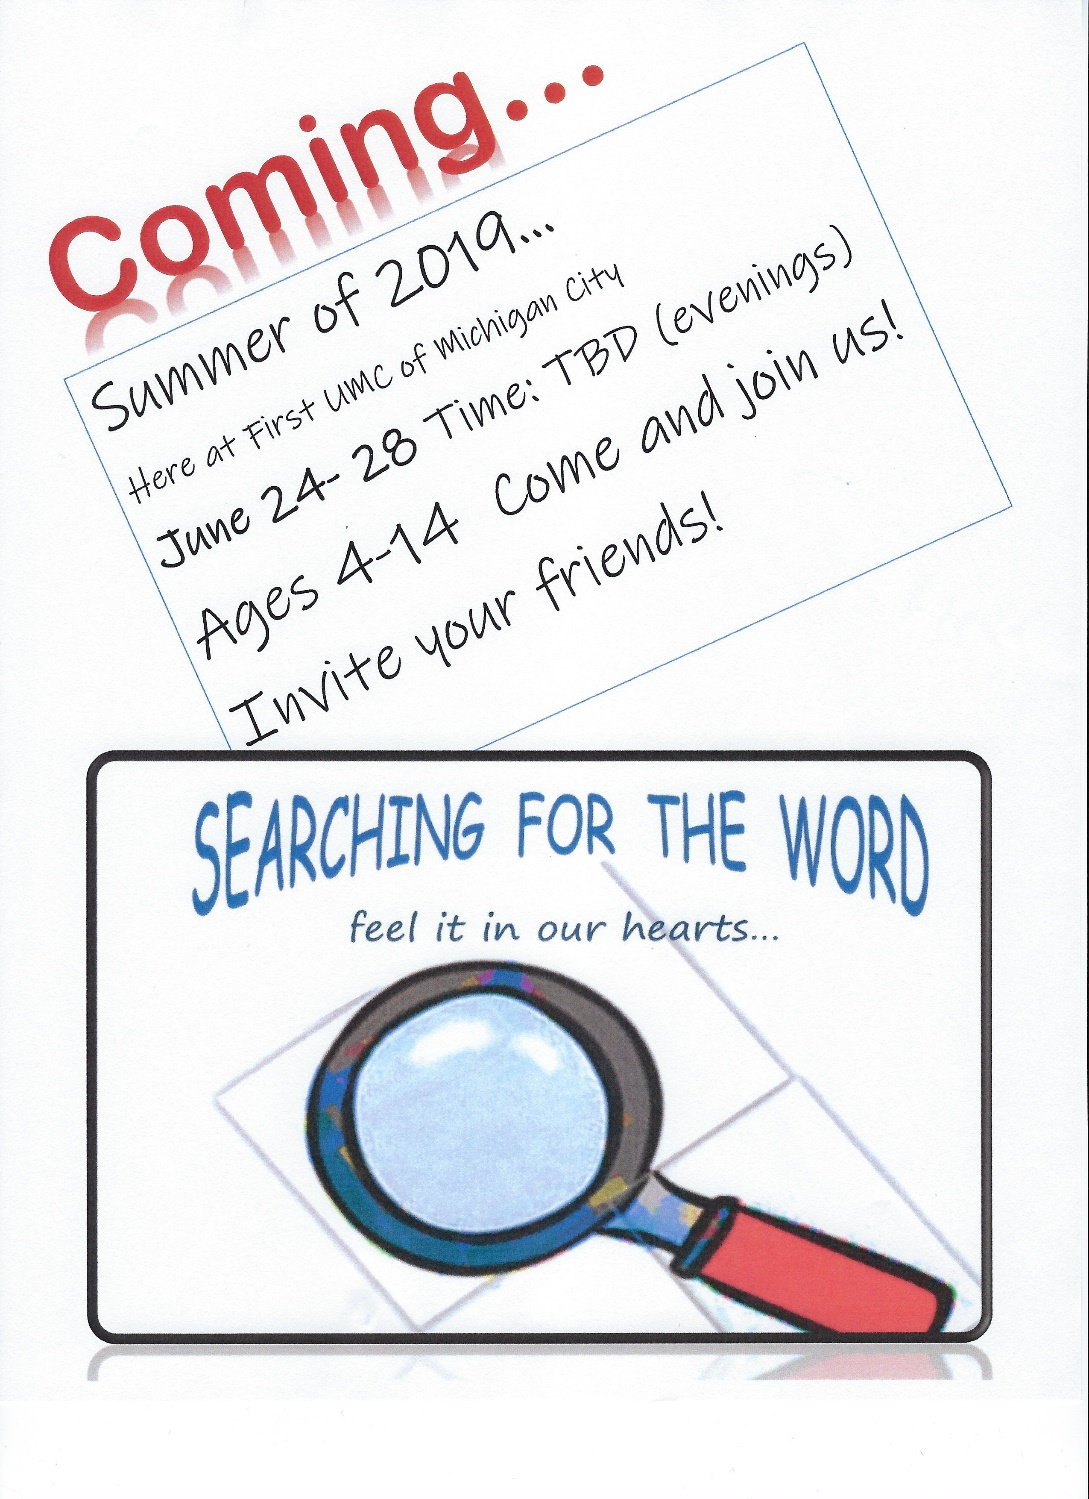 Coming...
Summer of 2019...
Here at First UMC of Michigan City
June 24- 28 Time: TBD (evenings)
Ages 4-14 Come and join us!
Invite your friends!
SEARCHING FOR THE WORD
feel it in our hearts...